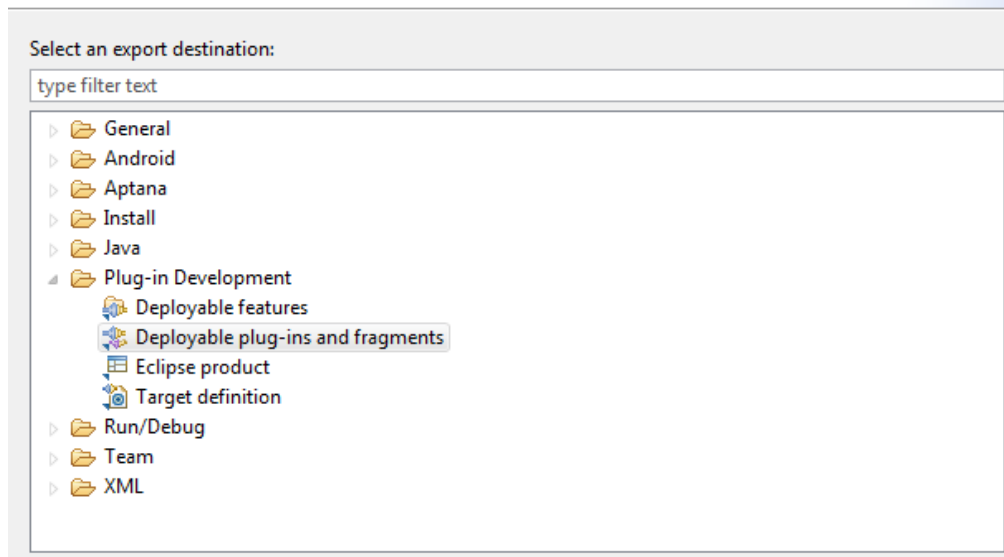 Select an export destination:
type filter text
General
Android
Aptana
Install
Java
Plug-in Development
Deployable features
Deployable plug-ins and fragments
Eclipse product
Target definition
Run/Debug
Team
XML